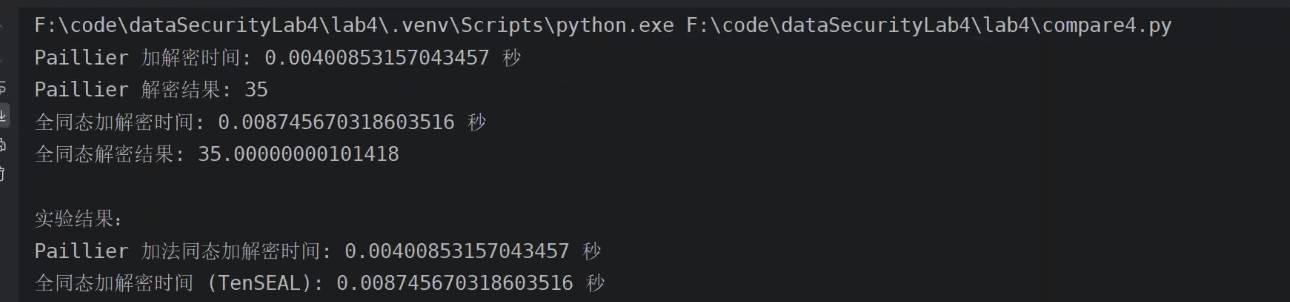 F:\code\dataSecurityLab4\lab4\.venv\Scripts\python.exe F:\code\dataSecurityLab4\lab4\compare4.py
Paillier 加解密时间: 0.00400853157043457 秒
Paillier 解密结果: 35
全同态加解密时间: 0.008745670318603516 秒
全同态解密结果: 35.00000000101418
实验结果:
Paillier 加法同态加解密时间: 0.00400853157043457 秒
全同态加解密时间 (TenSEAL): 0.008745670318603516 秒